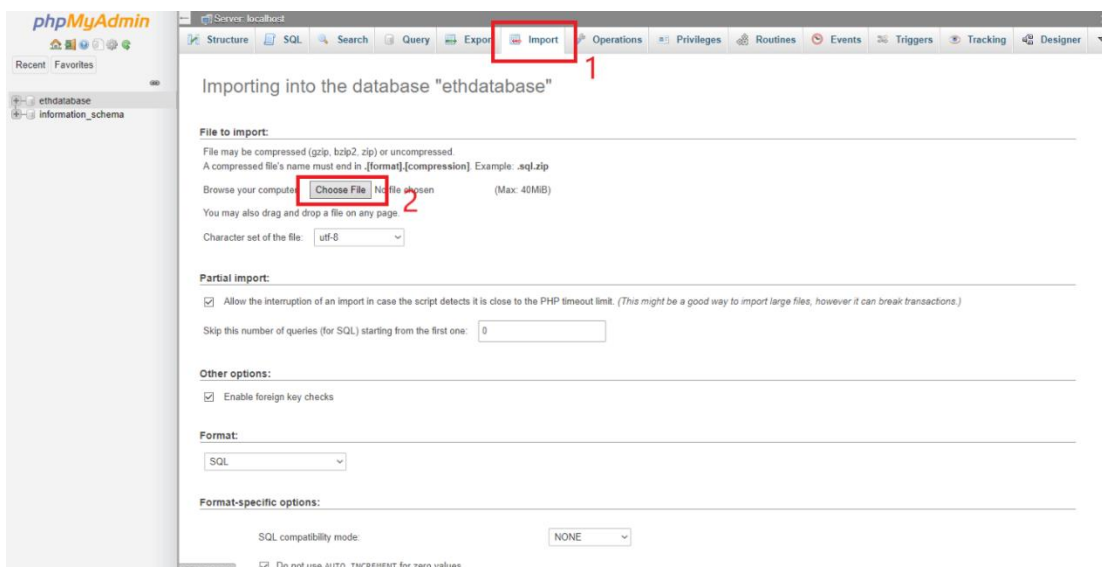 phpMyAdmin
Recent Favorites
ethdatabase
information_schema
Server: localhost
Structure SQL Search Query Export Import Operations Privileges Routines Events Triggers Tracking Designer
1
Importing into the database "ethdatabase"
File to import:
File may be compressed (gzip, bzip2, zip) or uncompressed.
A compressed file's name must end in .[format].[compression]. Example: .sql.zip
Browse your computer: Choose File No file chosen (Max: 40MiB)
2
You may also drag and drop a file on any page.
Character set of the file: utf-8
Partial import:
Allow the interruption of an import in case the script detects it is close to the PHP timeout limit. (This might be a good way to import large files, however it can break transactions.)
Skip this number of queries (for SQL) starting from the first one: 0
Other options:
Enable foreign key checks
Format:
SQL
Format-specific options:
SQL compatibility mode: NONE
Do not use AUTO_INCREMENT for zero values